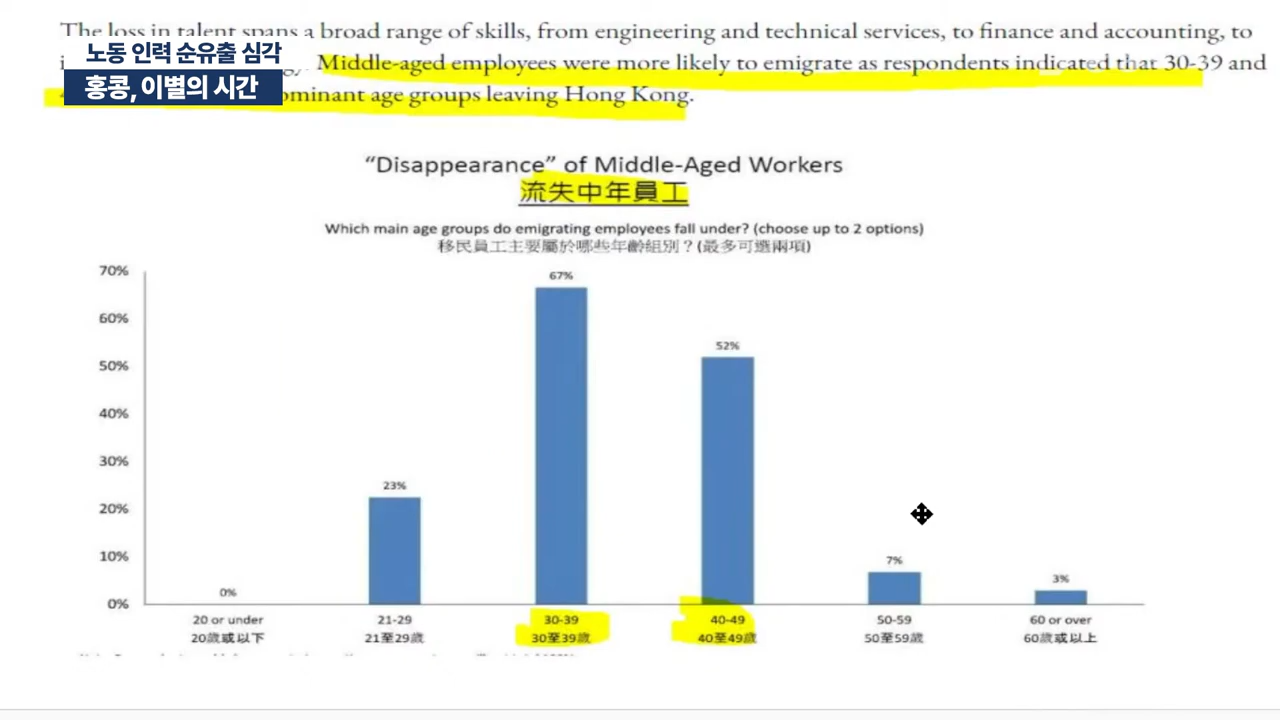 The loss in talent spans a broad range of skills, from engineering and technical services, to finance and accounting, to
노동 인력 순유출 심각
Middle-aged employees were more likely to emigrate as respondents indicated that 30-39 and
홍콩, 이별의 시간
dominant age groups leaving Hong Kong.
“Disappearance” of Middle-Aged Workers
流失中年員工
Which main age groups do emigrating employees fall under? (choose up to 2 options)
移民員工主要屬於哪些年齡組別？(最多可選兩項)
70%
67%
60%
52%
50%
40%
30%
23%
20%
10%
7%
3%
0%
0%
20 or under 21-29 30-39 40-49 50-59 60 or over
20歲或以下 21至29歲 30至39歲 40至49歲 50至59歲 60歲或以上